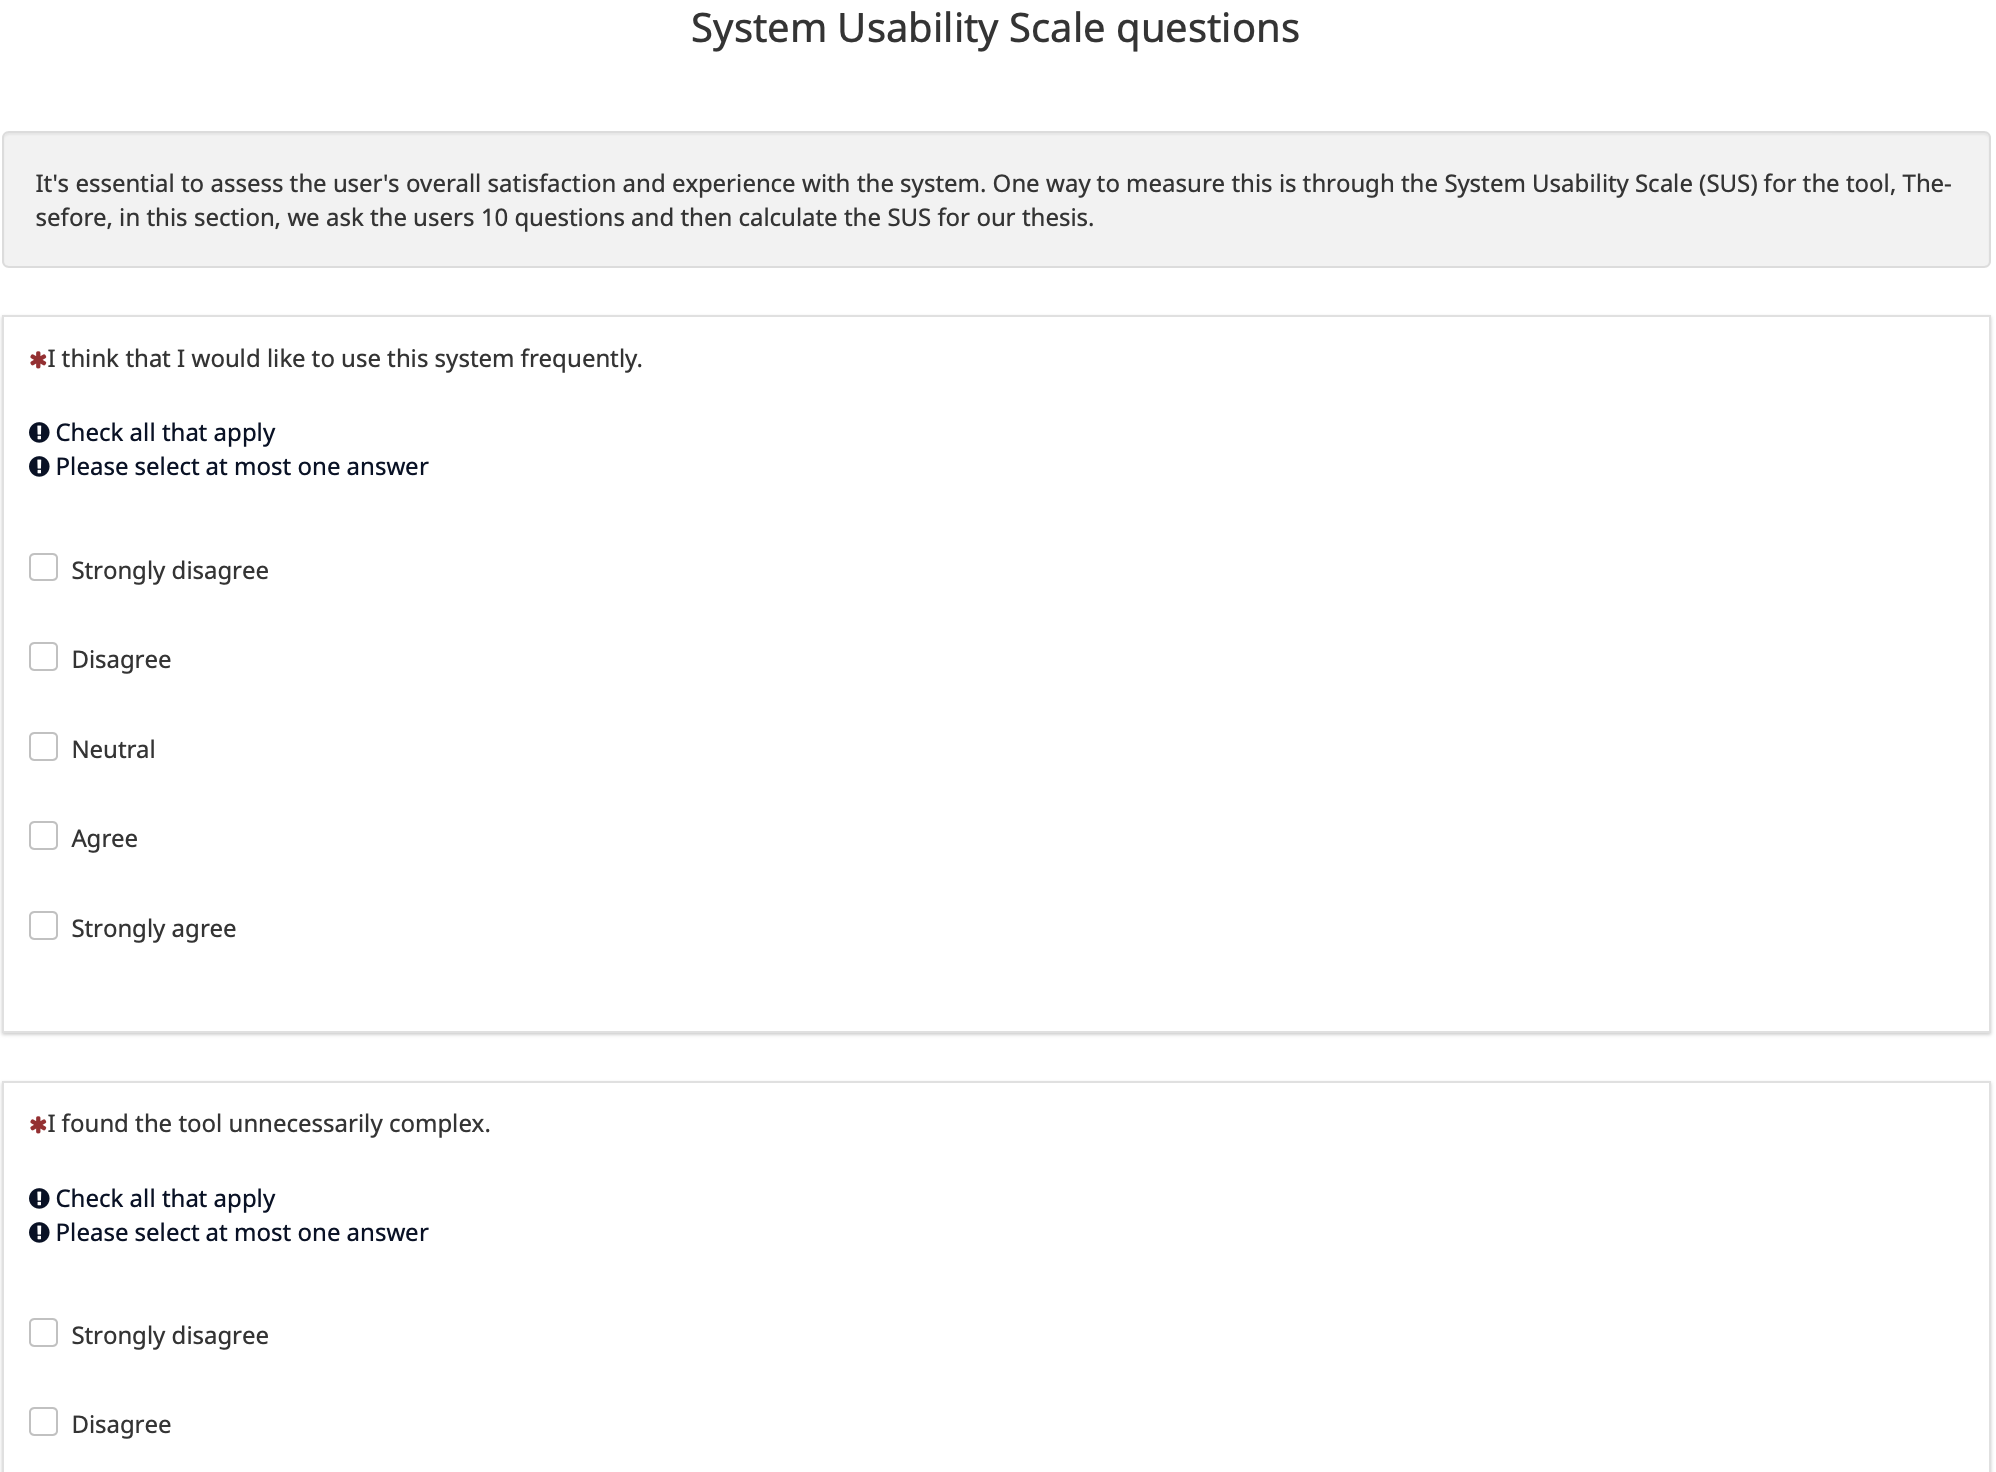 System Usability Scale questions
It's essential to assess the user's overall satisfaction and experience with the system. One way to measure this is through the System Usability Scale (SUS) for the tool, The-
sefore, in this section, we ask the users 10 questions and then calculate the SUS for our thesis.
✱I think that I would like to use this system frequently.
Check all that apply
Please select at most one answer
Strongly disagree
Disagree
Neutral
Agree
Strongly agree
✱I found the tool unnecessarily complex.
Check all that apply
Please select at most one answer
Strongly disagree
Disagree